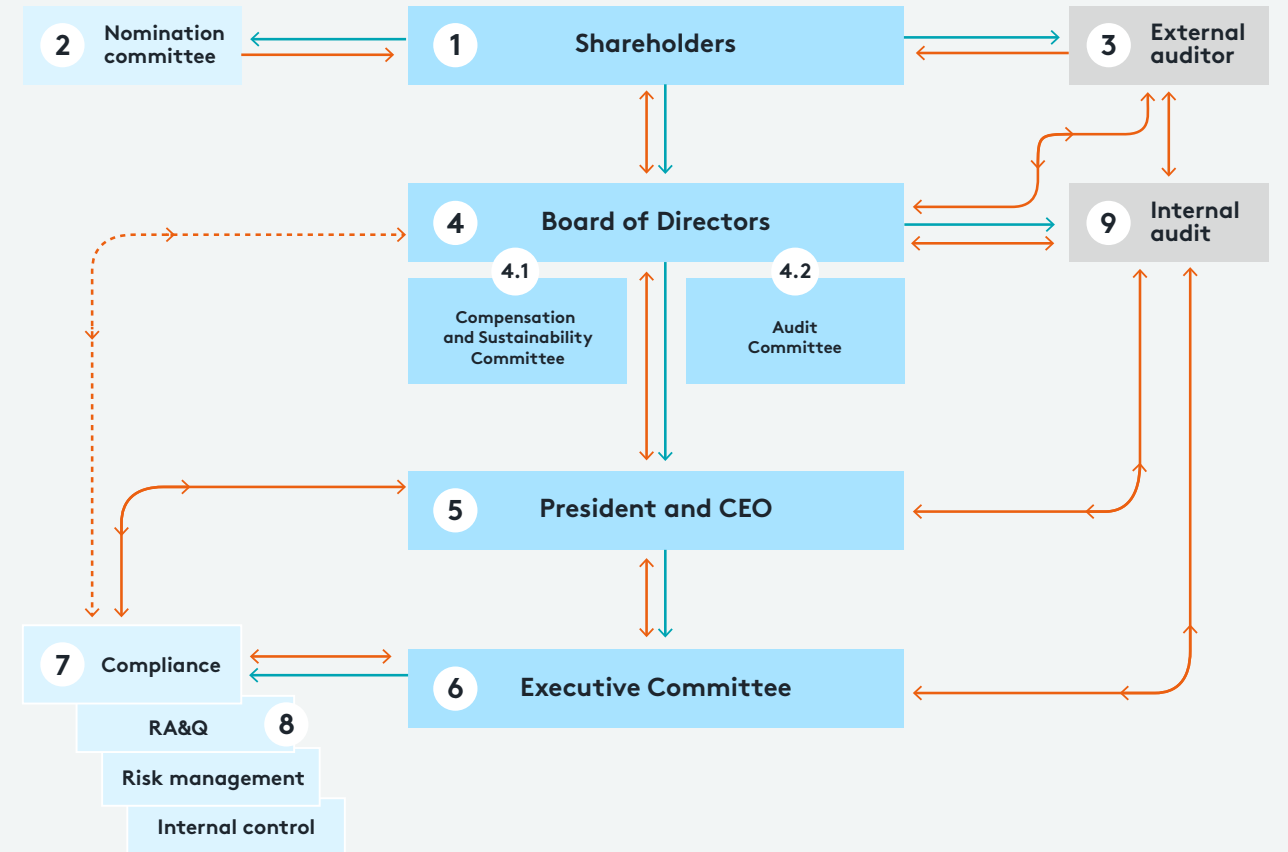 2
Nomination
committee
1
Shareholders
3
External
auditor
4
Board of Directors
9
Internal
audit
4.1
Compensation
and Sustainability
Committee
4.2
Audit
Committee
5
President and CEO
7
Compliance
6
Executive Committee
RA&Q
8
Risk management
Internal control